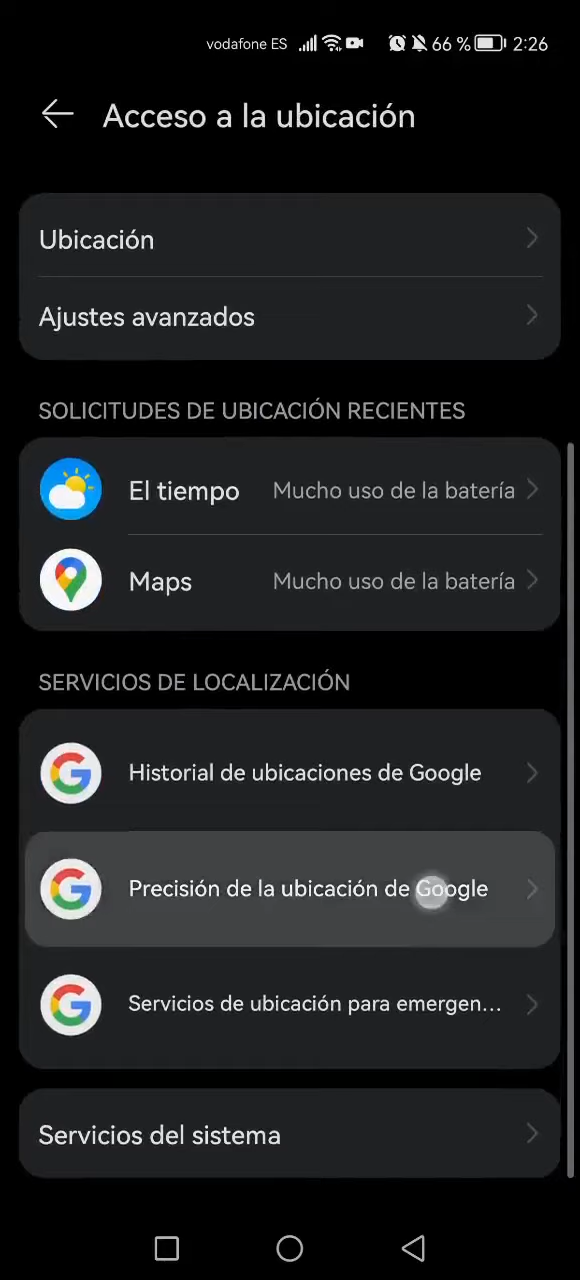 vodafone ES 66 % 2:26
Acceso a la ubicación
Ubicación
Ajustes avanzados
SOLICITUDES DE UBICACIÓN RECIENTES
El tiempo Mucho uso de la batería
Maps Mucho uso de la batería
SERVICIOS DE LOCALIZACIÓN
Historial de ubicaciones de Google
Precisión de la ubicación de Google
Servicios de ubicación para emergen...
Servicios del sistema